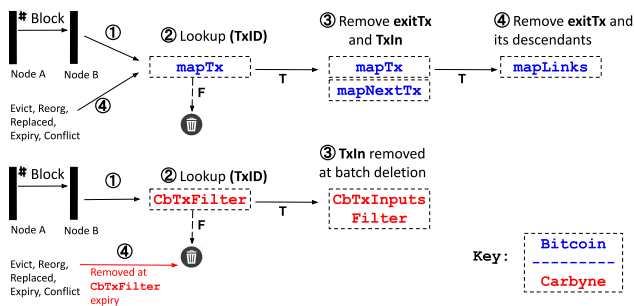 # Block
①
② Lookup (TxID)
③ Remove exitTx
and TxIn
④ Remove exitTx and
its descendants
mapTx
T
mapTx
mapNextTx
T
mapLinks
Node A
Node B
F
④
Evict, Reorg,
Replaced,
Expiry, Conflict
# Block
①
② Lookup (TxID)
③ TxIn removed
at batch deletion
CbTxFilter
T
CbTxInputs
Filter
Node A
Node B
F
④
Evict, Reorg,
Replaced,
Expiry, Conflict
Removed at
CbTxFilter
expiry
Key:
Bitcoin
Carbyne